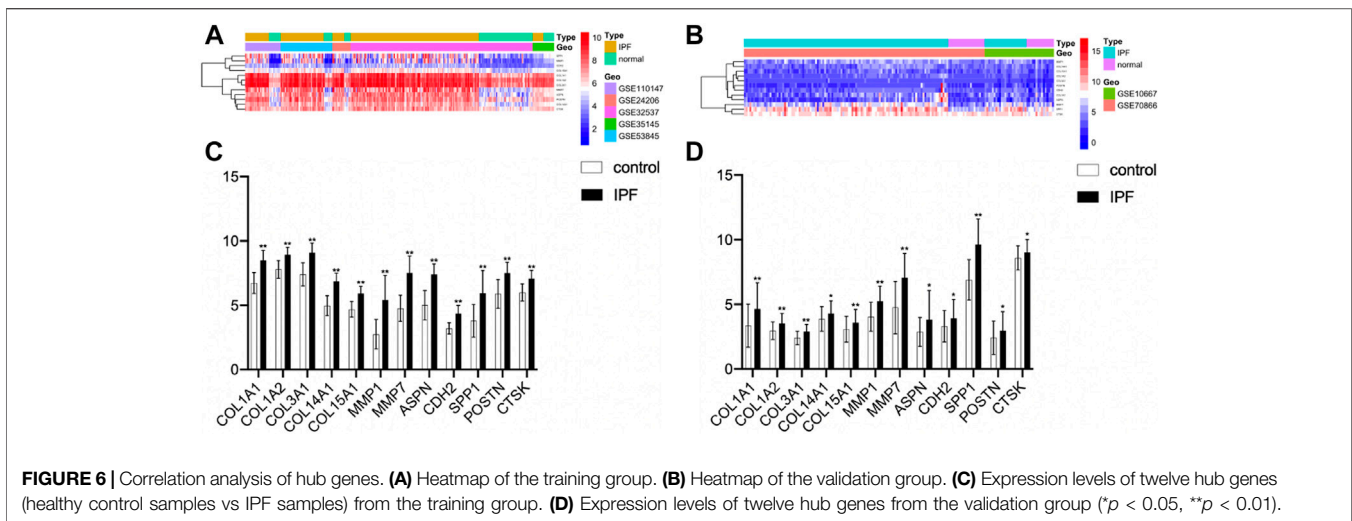 A
Type
Geo
10
8
6
4
2
Type
IPF
normal
Geo
GSE110147
GSE24206
GSE32537
GSE35145
GSE53845
B
Type
Geo
15
10
5
0
Type
IPF
normal
Geo
GSE10667
GSE70866
C
control
IPF
15
10
5
0
** ** ** ** ** ** ** ** ** ** ** **
COL1A1
COL1A2
COL3A1
COL14A1
COL15A1
MMP1
MMP7
ASPN
CDH2
SPP1
POSTN
CTSK
D
control
IPF
15
10
5
0
** ** ** * ** ** ** * * ** * *
COL1A1
COL1A2
COL3A1
COL14A1
COL15A1
MMP1
MMP7
ASPN
CDH2
SPP1
POSTN
CTSK
FIGURE 6 | Correlation analysis of hub genes. (A) Heatmap of the training group. (B) Heatmap of the validation group. (C) Expression levels of twelve hub genes
(healthy control samples vs IPF samples) from the training group. (D) Expression levels of twelve hub genes from the validation group (*p < 0.05, **p < 0.01).